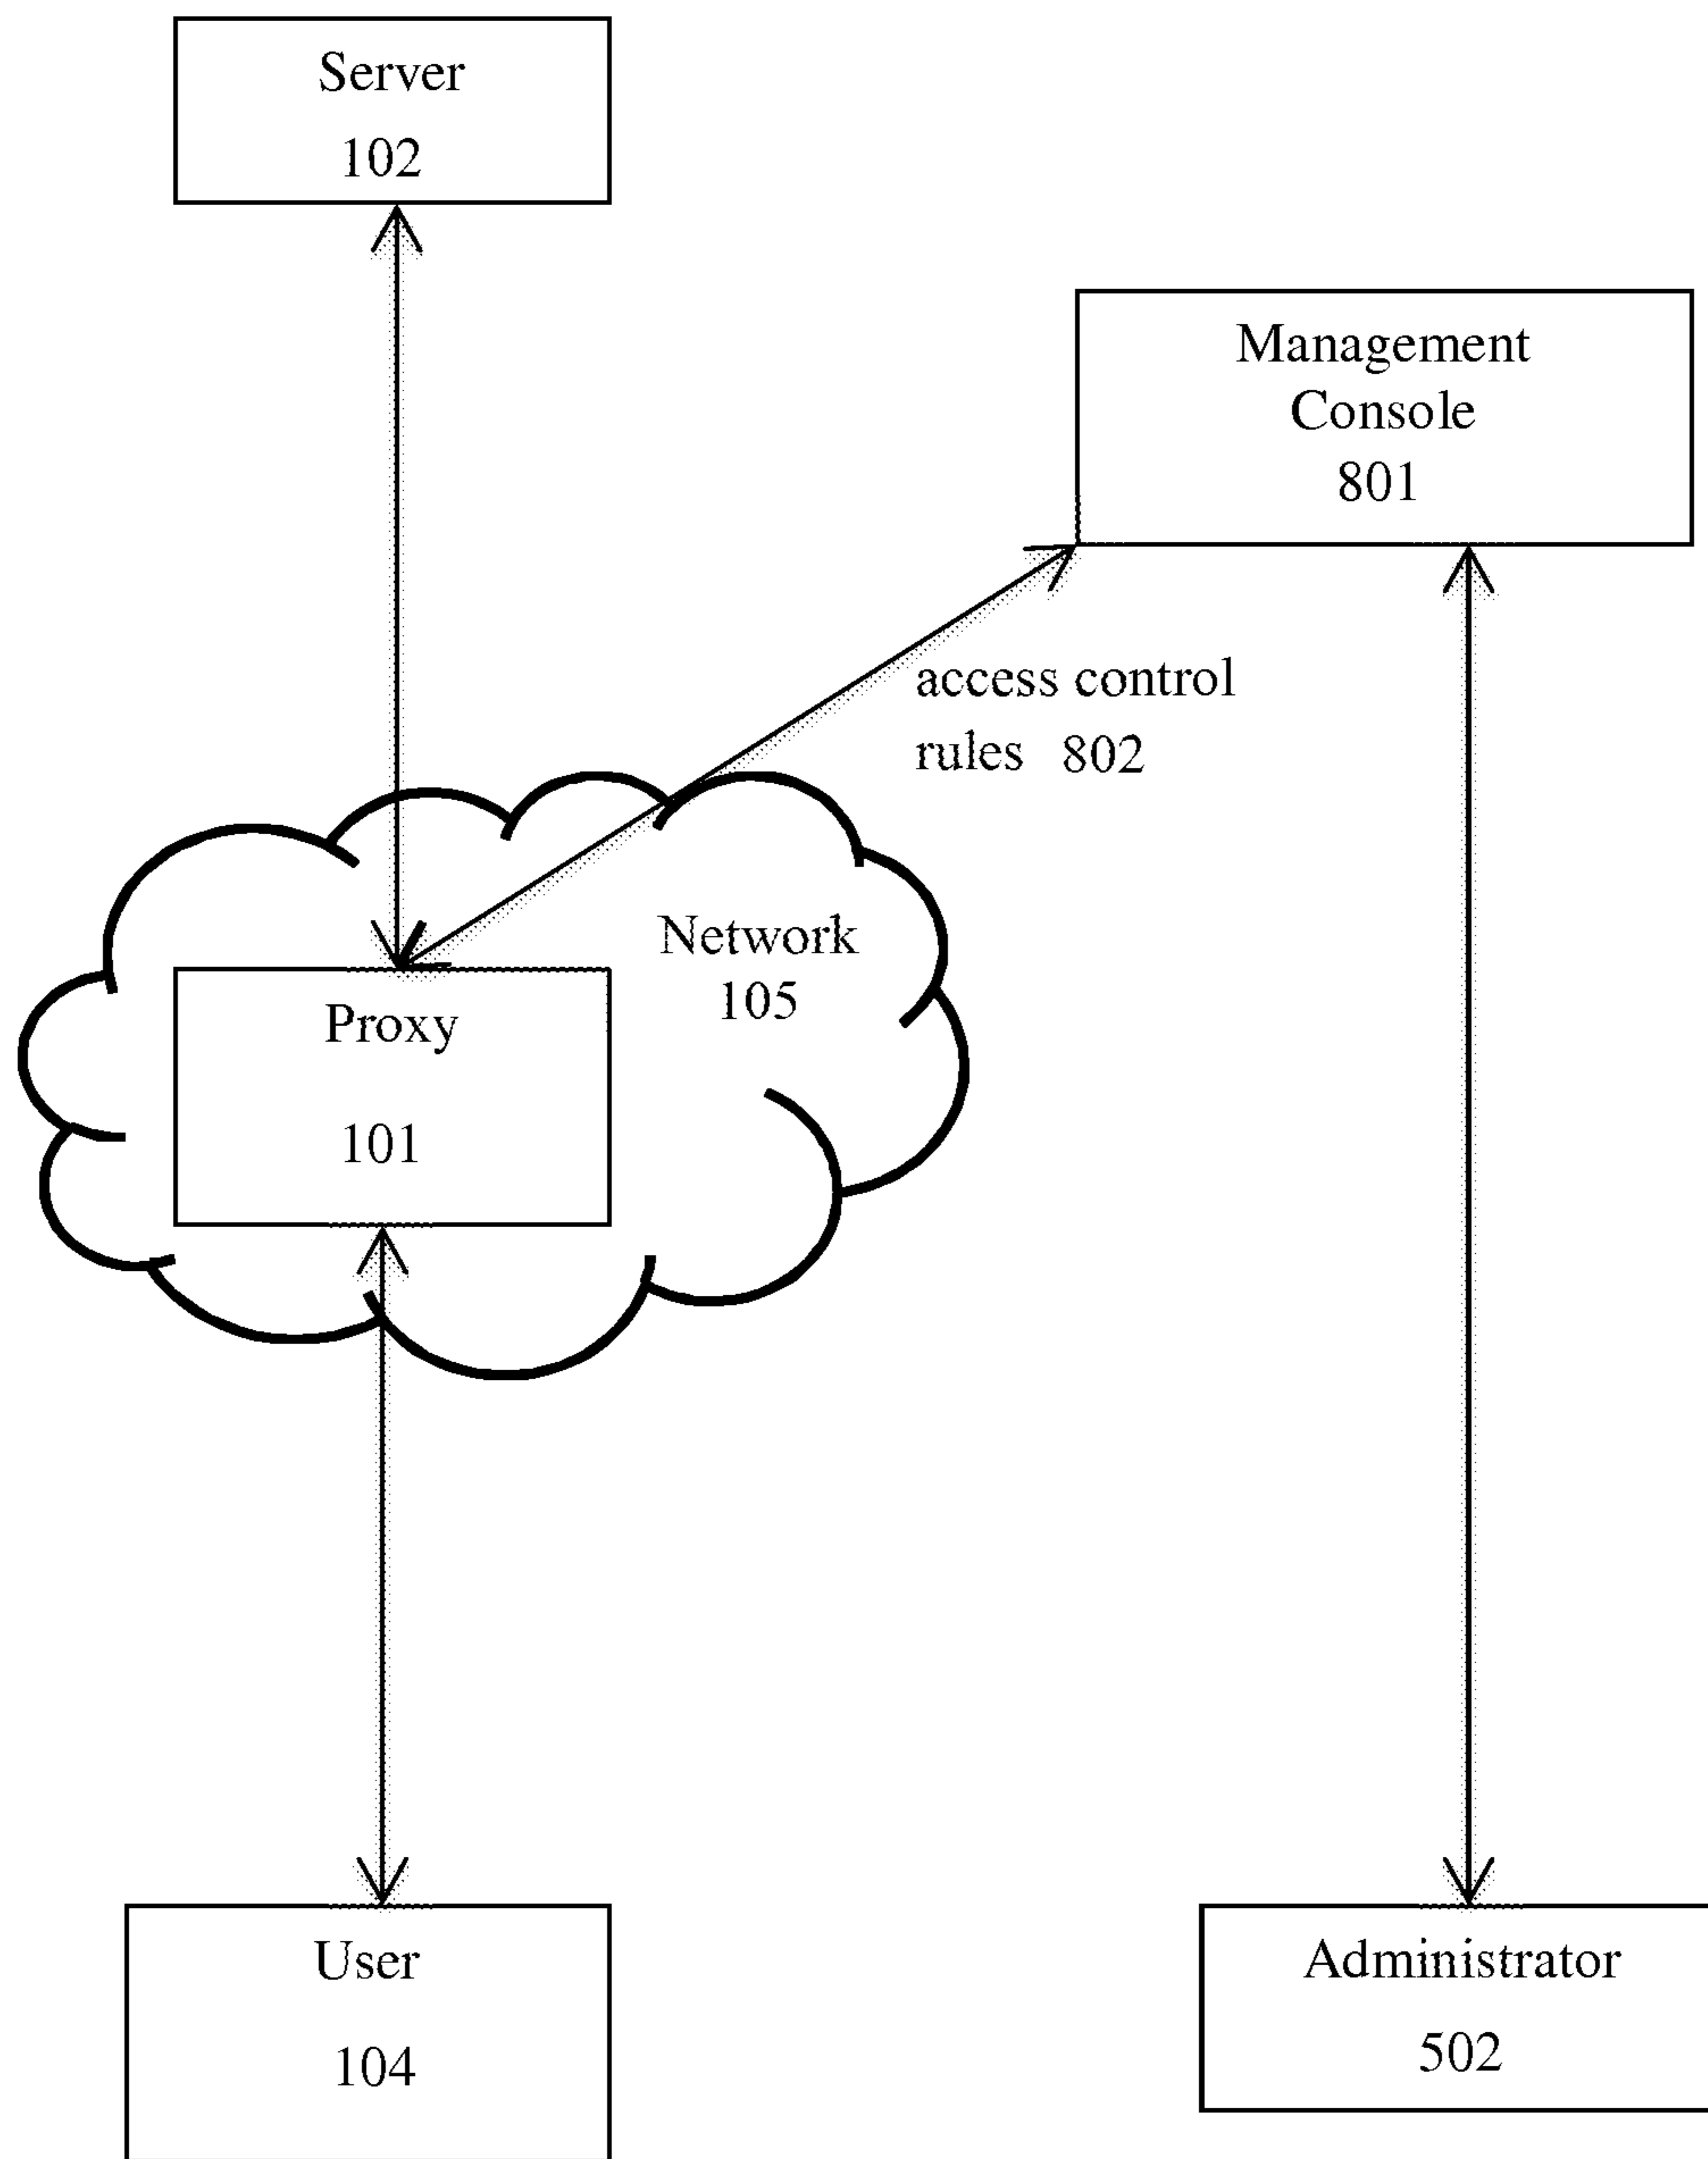 Server
102
Management
Console
801
access control
rules 802
Network
105
Proxy
101
User
104
Administrator
502